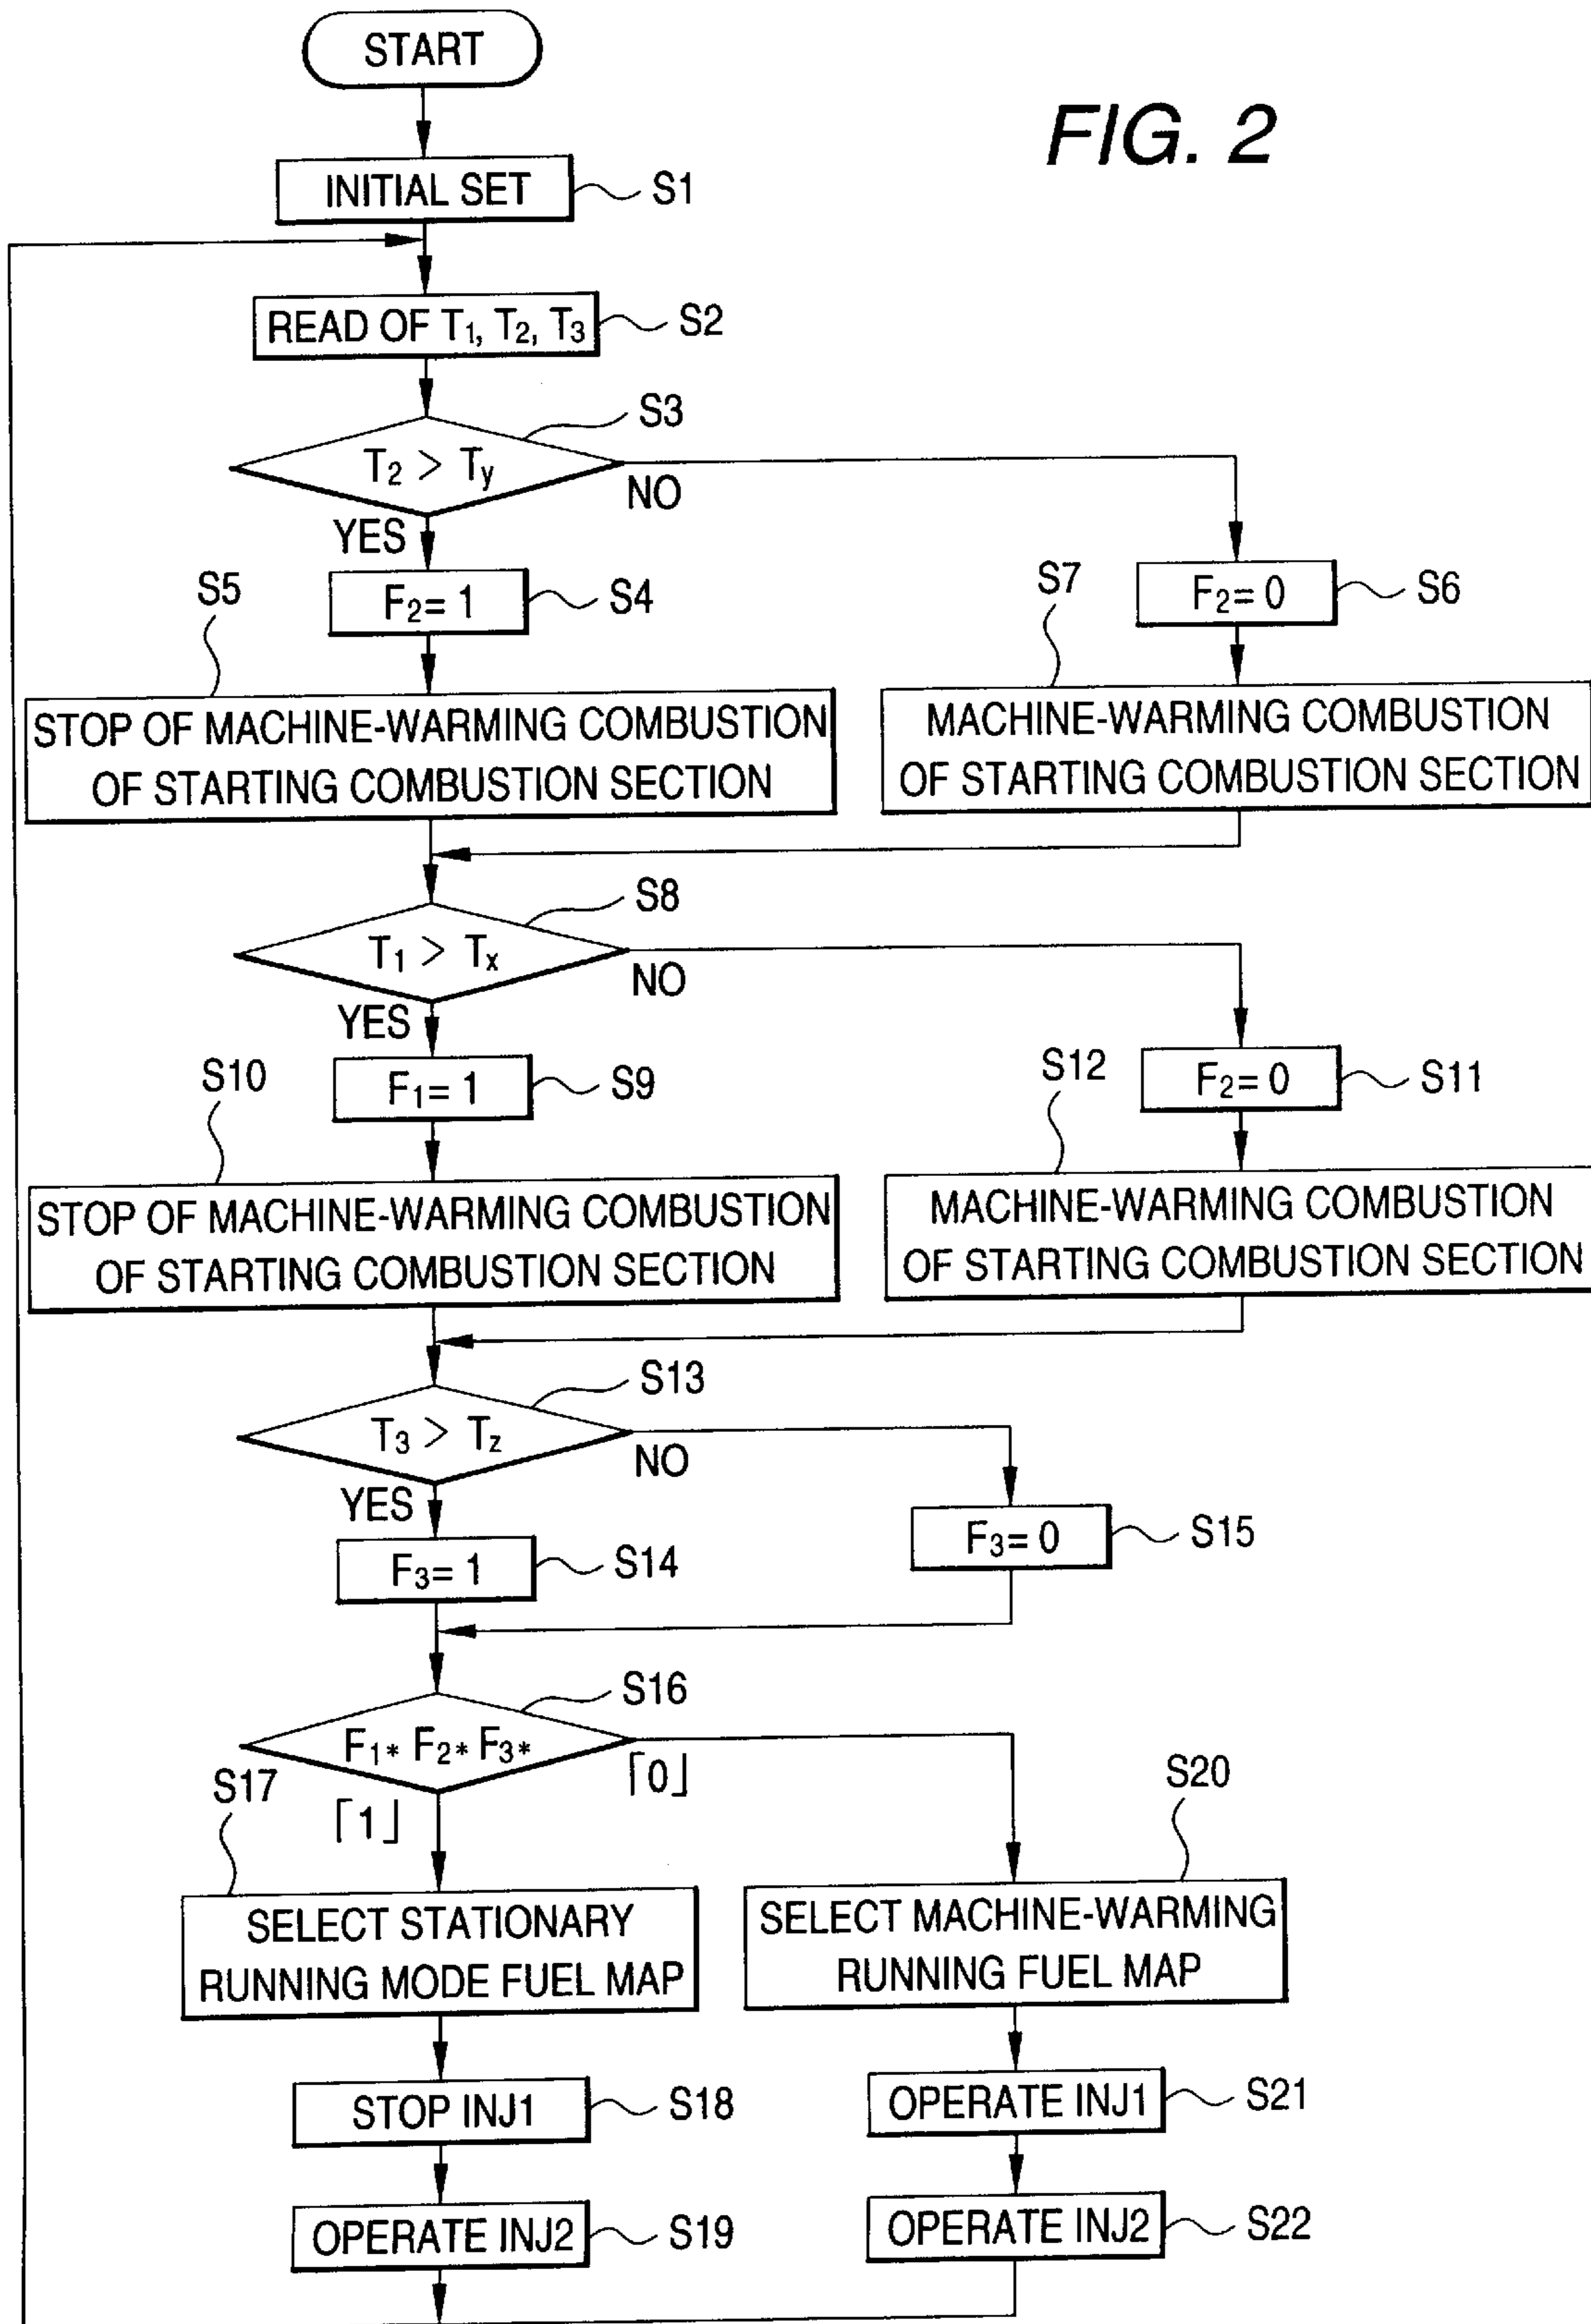 START
FIG. 2
INITIAL SET
S1
READ OF T1, T2, T3
S2
S3
T2 > Ty
NO
YES
S5
F2= 1
S4
S7
F2= 0
S6
STOP OF MACHINE-WARMING COMBUSTION
OF STARTING COMBUSTION SECTION
MACHINE-WARMING COMBUSTION
OF STARTING COMBUSTION SECTION
S8
T1 > Tx
NO
YES
S10
F1= 1
S9
S12
F2= 0
S11
STOP OF MACHINE-WARMING COMBUSTION
OF STARTING COMBUSTION SECTION
MACHINE-WARMING COMBUSTION
OF STARTING COMBUSTION SECTION
S13
T3 > Tz
NO
YES
F3= 1
S14
F3= 0
S15
S16
F1* F2* F3*
「0」
「1」
S17
S20
SELECT STATIONARY
RUNNING MODE FUEL MAP
SELECT MACHINE-WARMING
RUNNING FUEL MAP
STOP INJ1
S18
OPERATE INJ1
S21
OPERATE INJ2
S19
OPERATE INJ2
S22